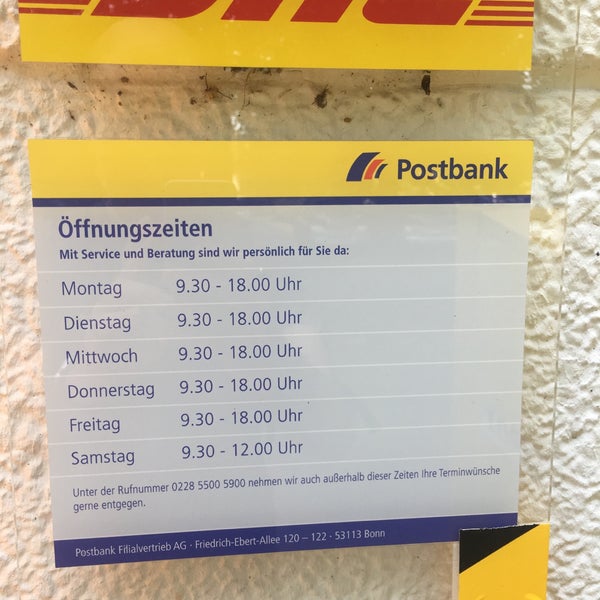 DHL
Postbank
Öffnungszeiten
Mit Service und Beratung sind wir persönlich für Sie da:
Montag 9.30 - 18.00 Uhr
Dienstag 9.30 - 18.00 Uhr
Mittwoch 9.30 - 18.00 Uhr
Donnerstag 9.30 - 18.00 Uhr
Freitag 9.30 - 18.00 Uhr
Samstag 9.30 - 12.00 Uhr
Unter der Rufnummer 0228 5500 5900 nehmen wir auch außerhalb dieser Zeiten Ihre Terminwünsche
gerne entgegen.
Postbank Filialvertrieb AG · Friedrich-Ebert-Allee 120 – 122 · 53113 Bonn